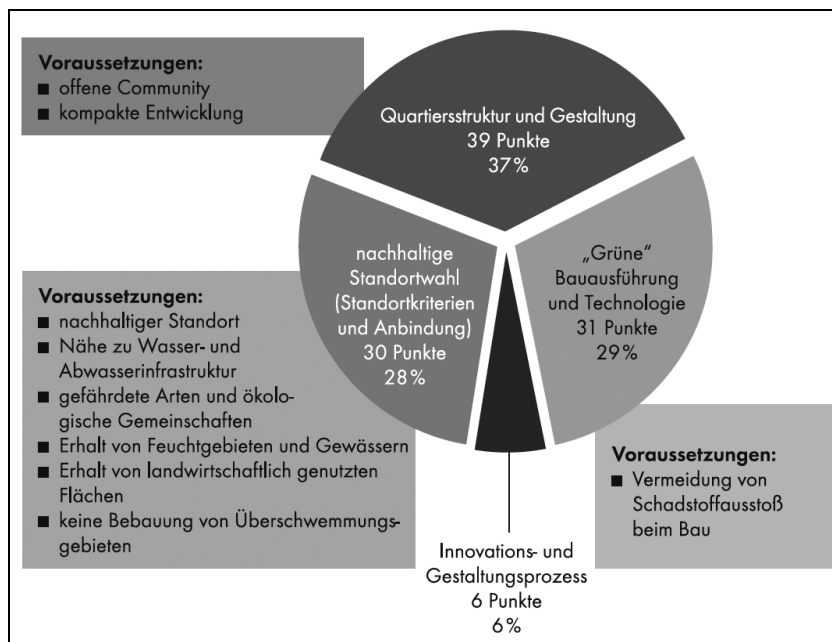 Voraussetzungen:
■ offene Community
■ kompakte Entwicklung
Quartiersstruktur und Gestaltung
39 Punkte
37%
nachhaltige
Standortwahl
(Standortkriterien
und Anbindung)
30 Punkte
28%
„Grüne“
Bauausführung
und Technologie
31 Punkte
29%
Voraussetzungen:
■ nachhaltiger Standort
■ Nähe zu Wasser- und
Abwasserinfrastruktur
■ gefährdete Arten und ökolo-
gische Gemeinschaften
■ Erhalt von Feuchtgebieten und Gewässern
■ Erhalt von landwirtschaftlich genutzten
Flächen
■ keine Bebauung von Überschwemmungs-
gebieten
Voraussetzungen:
■ Vermeidung von
Schadstoffausstoß
beim Bau
Innovations- und
Gestaltungsprozess
6 Punkte
6%